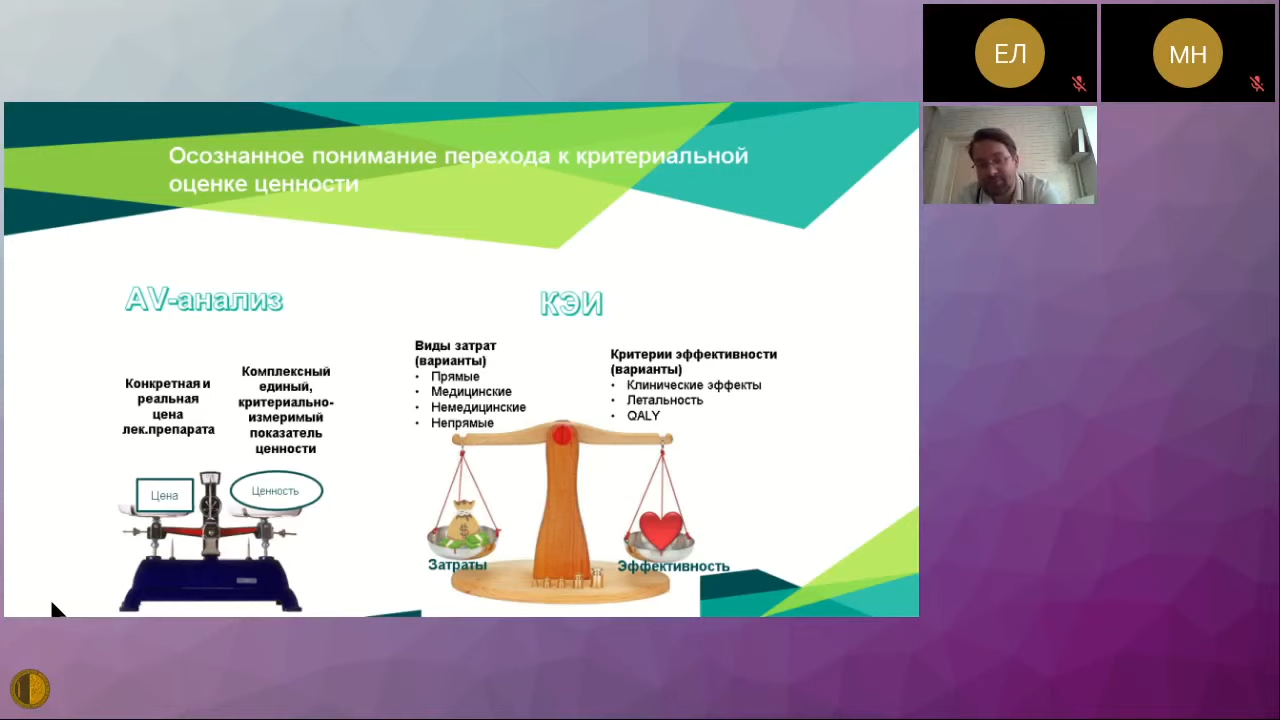 Осознанное понимание перехода к критериальной
оценке ценности
AV-анализ
Конкретная и
реальная
цена
лек.препарата
Комплексный
единый,
критериально-
измеримый
показатель
ценности
Цена
Ценность
КЭИ
Виды затрат
(варианты)
• Прямые
• Медицинские
• Немедицинские
• Непрямые
Критерии эффективности
(варианты)
• Клинические эффекты
• Летальность
• QALY
Затраты
Эффективность
ЕЛ
МН